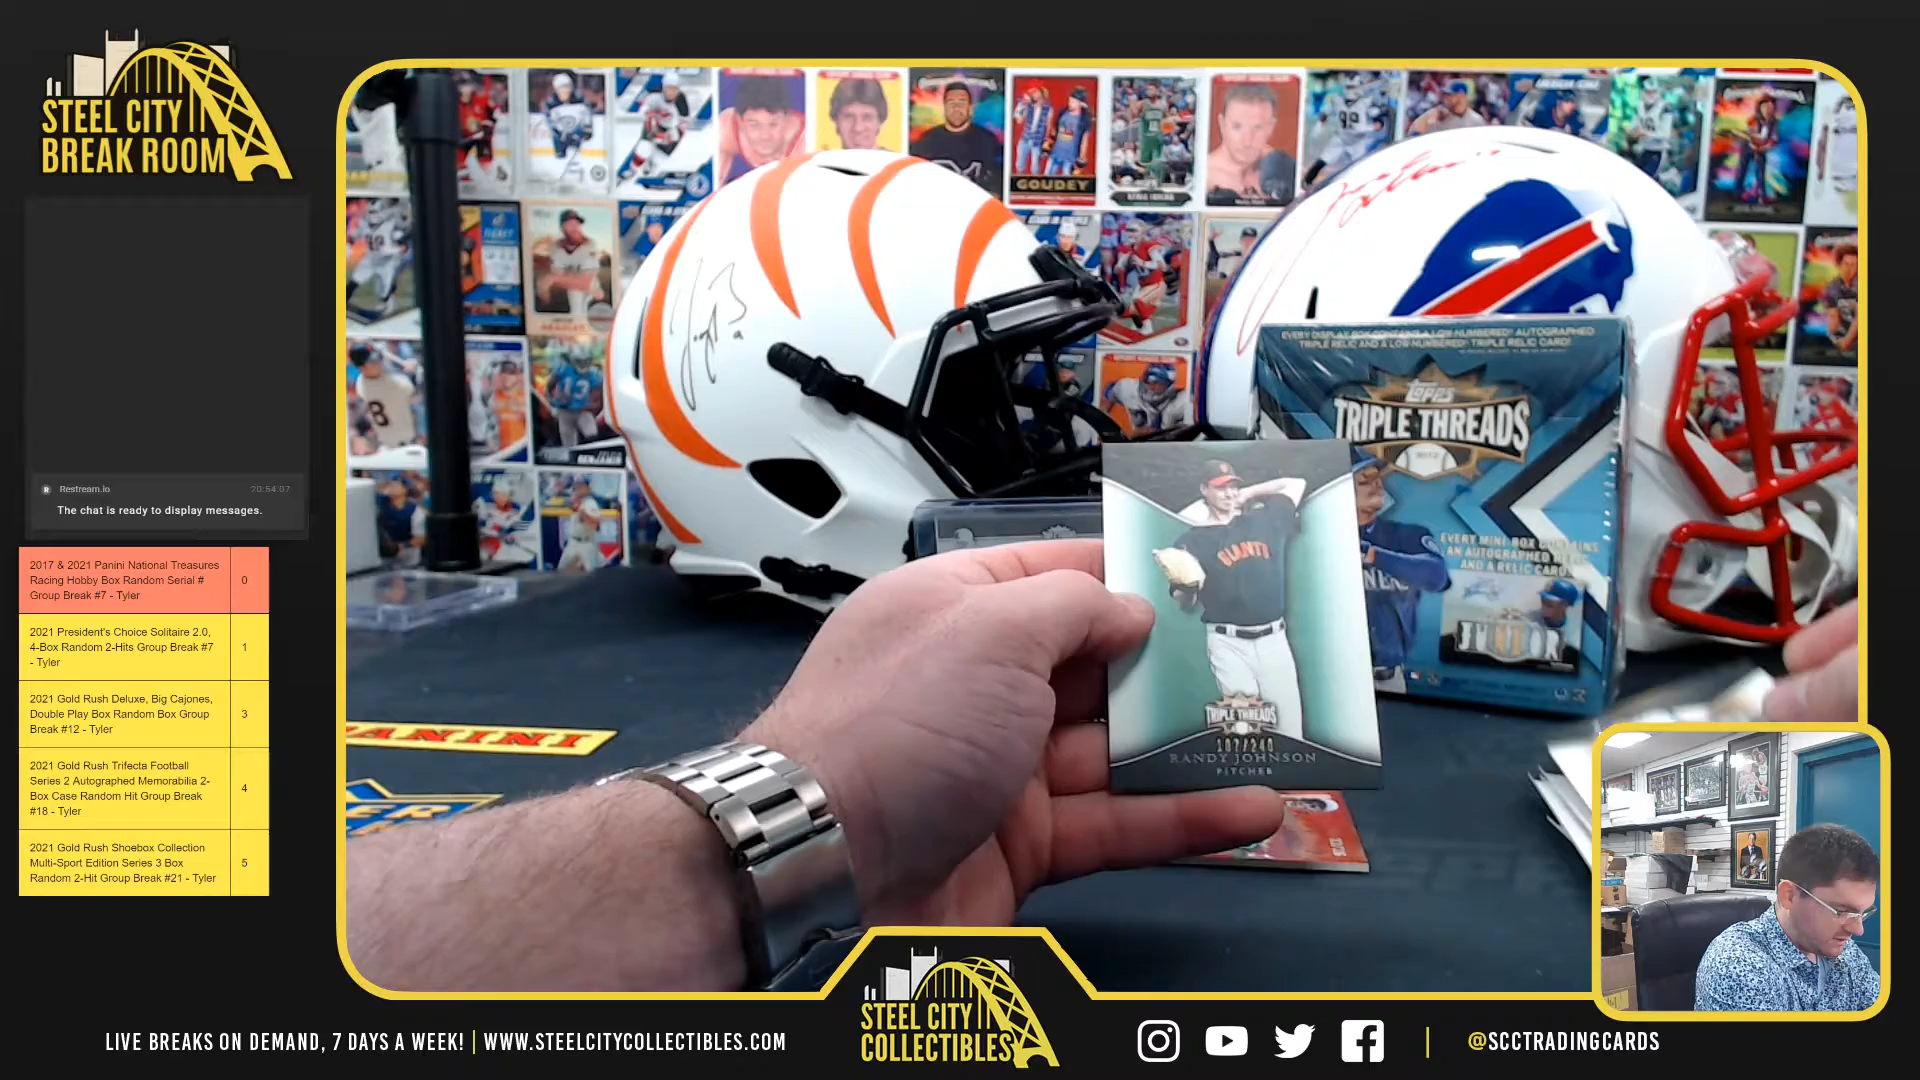 STEEL CITY
BREAK ROOM
Restream.io
20:54:07
The chat is ready to display messages.
2017 & 2021 Panini National Treasures
Racing Hobby Box Random Serial #
Group Break #7 - Tyler
0
2021 President's Choice Solitaire 2.0,
4-Box Random 2-Hits Group Break #7
- Tyler
1
2021 Gold Rush Deluxe, Big Cajones,
Double Play Box Random Box Group
Break #12 - Tyler
3
2021 Gold Rush Trifecta Football
Series 2 Autographed Memorabilia 2-
Box Case Random Hit Group Break
#18 - Tyler
4
2021 Gold Rush Shoebox Collection
Multi-Sport Edition Series 3 Box
Random 2-Hit Group Break #21 - Tyler
5
GOUDEY
EVERY DISPLAY BOX CONTAINS A LOW-NUMBERED AUTOGRAPHED
TRIPLE RELIC AND A LOW-NUMBERED TRIPLE RELIC CARD!
TOPPS
TRIPLE THREADS
EVERY MINI BOX CONTAINS
AN AUTOGRAPHED RELIC
AND A RELIC CARD
JUNIOR
GIANTS
TRIPLE THREADS
107/240
RANDY JOHNSON
PITCHER
PANINI
STEEL CITY
COLLECTIBLES
LIVE BREAKS ON DEMAND, 7 DAYS A WEEK! | WWW.STEELCITYCOLLECTIBLES.COM
@SCCTRADINGCARDS